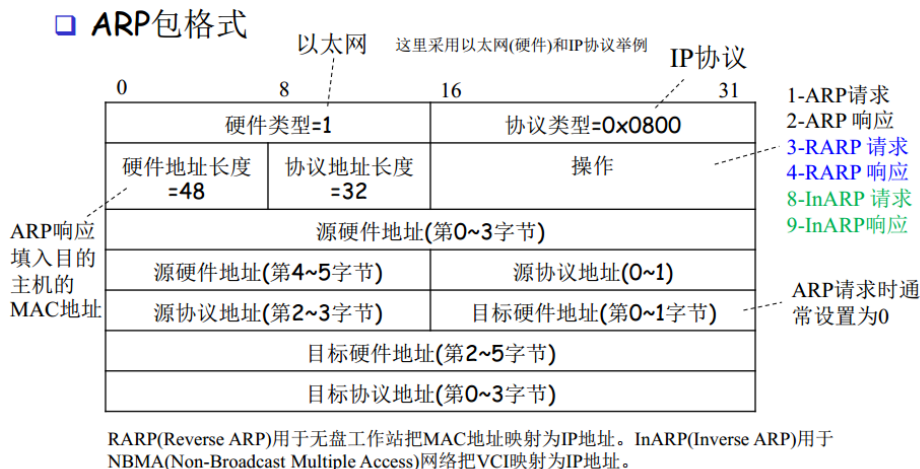 ARP包格式
以太网
这里采用以太网(硬件)和IP协议举例
IP协议
0 8 16 31
硬件类型=1 协议类型=0x0800
硬件地址长度
=48
协议地址长度
=32
操作
1-ARP请求
2-ARP 响应
3-RARP 请求
4-RARP 响应
8-InARP 请求
9-InARP响应
ARP响应
填入目的
主机的
MAC地址
源硬件地址(第0~3字节)
源硬件地址(第4~5字节) 源协议地址(0~1)
源协议地址(第2~3字节) 目标硬件地址(第0~1字节)
ARP请求时通
常设置为0
目标硬件地址(第2~5字节)
目标协议地址(第0~3字节)
RARP(Reverse ARP)用于无盘工作站把MAC地址映射为IP地址。InARP(Inverse ARP)用于
NBMA(Non-Broadcast Multiple Access)网络把VCI映射为IP地址。